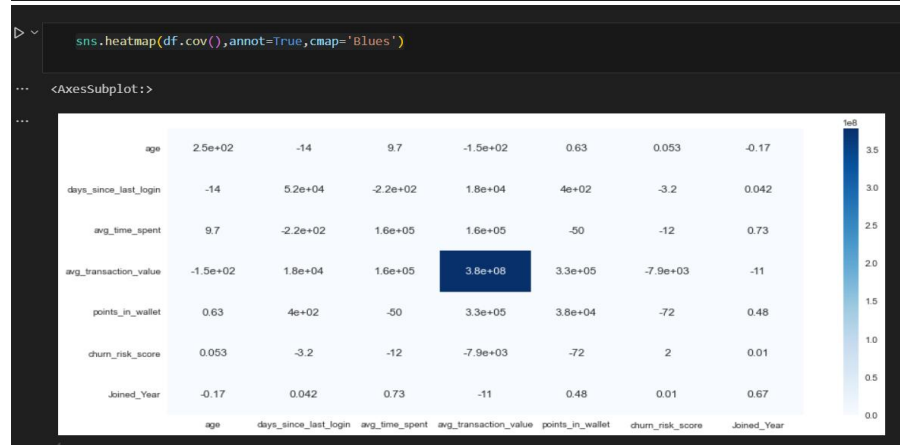 sns.heatmap(df.cov(),annot=True,cmap='Blues')
... <AxesSubplot:>
...
1e8
age 2.5e+02 -14 9.7 -1.5e+02 0.63 0.053 -0.17
days_since_last_login -14 5.2e+04 -2.2e+02 1.8e+04 4e+02 -3.2 0.042
avg_time_spent 9.7 -2.2e+02 1.6e+05 1.6e+05 -50 -12 0.73
avg_transaction_value -1.5e+02 1.8e+04 1.6e+05 3.8e+08 3.3e+05 -7.9e+03 -11
points_in_wallet 0.63 4e+02 -50 3.3e+05 3.8e+04 -72 0.48
churn_risk_score 0.053 -3.2 -12 -7.9e+03 -72 2 0.01
Joined_Year -0.17 0.042 0.73 -11 0.48 0.01 0.67
age days_since_last_login avg_time_spent avg_transaction_value points_in_wallet churn_risk_score Joined_Year
3.5
3.0
2.5
2.0
1.5
1.0
0.5
0.0